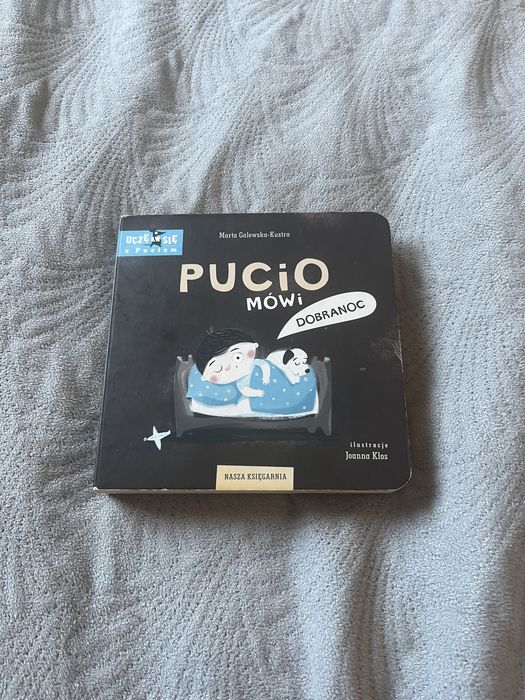 UCZĘ SIĘ
z Puciem
Marta Galewska-Kustra
PUCiO
MÓWi
DOBRANOC
ilustracje
Joanna Kłos
NASZA KSIĘGARNIA